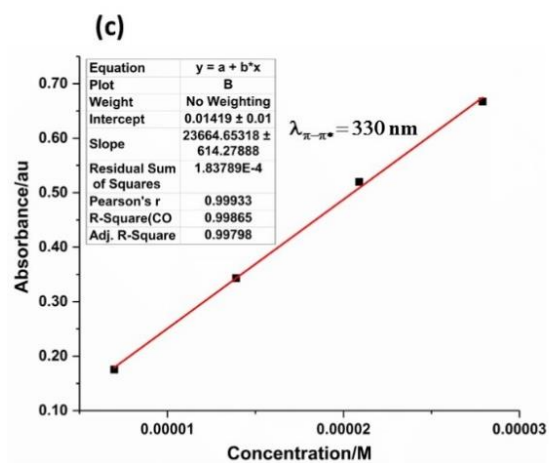 (c)
Equation y = a + b*x
Plot B
Weight No Weighting
Intercept 0.01419 ± 0.01
Slope 23664.65318 ± 614.27888
Residual Sum of Squares 1.83789E-4
Pearson's r 0.99933
R-Square(CO 0.99865
Adj. R-Square 0.99798
λπ−π* = 330 nm
Absorbance/au
0.70
0.60
0.50
0.40
0.30
0.20
0.10
0.00001 0.00002 0.00003
Concentration/M